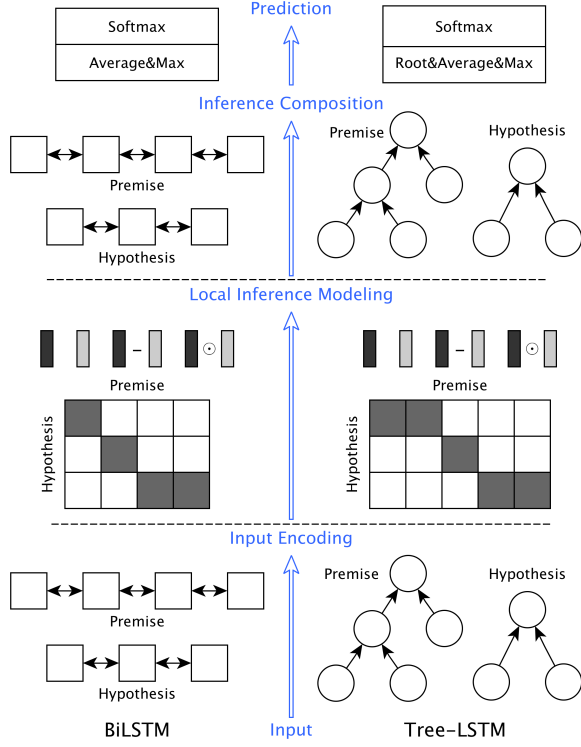 Prediction
Softmax
Average&Max
Softmax
Root&Average&Max
Inference Composition
Premise
Hypothesis
Premise
Hypothesis
Local Inference Modeling
–
⊙
Premise
Hypothesis
–
⊙
Premise
Hypothesis
Input Encoding
Premise
Hypothesis
Premise
Hypothesis
BiLSTM
Input
Tree–LSTM